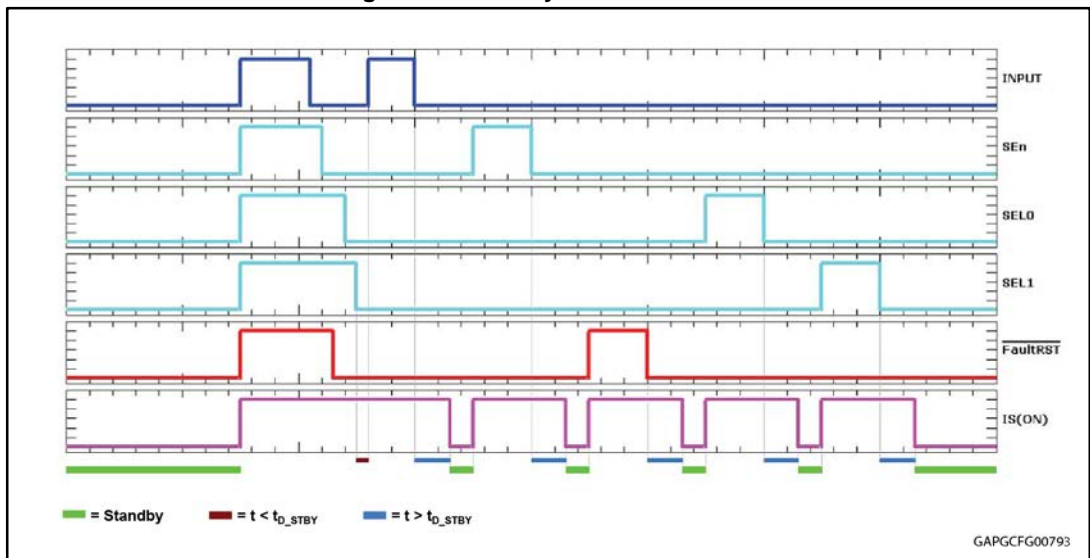 INPUT
SEn
SEL0
SEL1
FaultRST
IS(ON)
= Standby
= t < tD_STBY
= t > tD_STBY
GAPGCFG00793